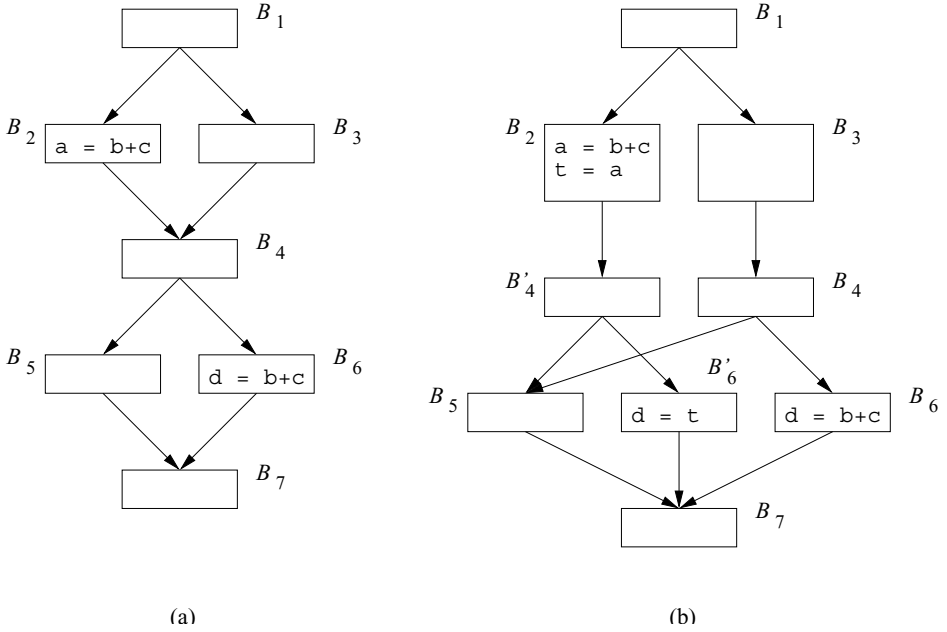 B1
B2
a = b+c
B3
B4
B5
B6
d = b+c
B7
(a)
B1
B2
a = b+c
t = a
B3
B'4
B4
B5
B'6
d = t
B6
d = b+c
B7
(b)